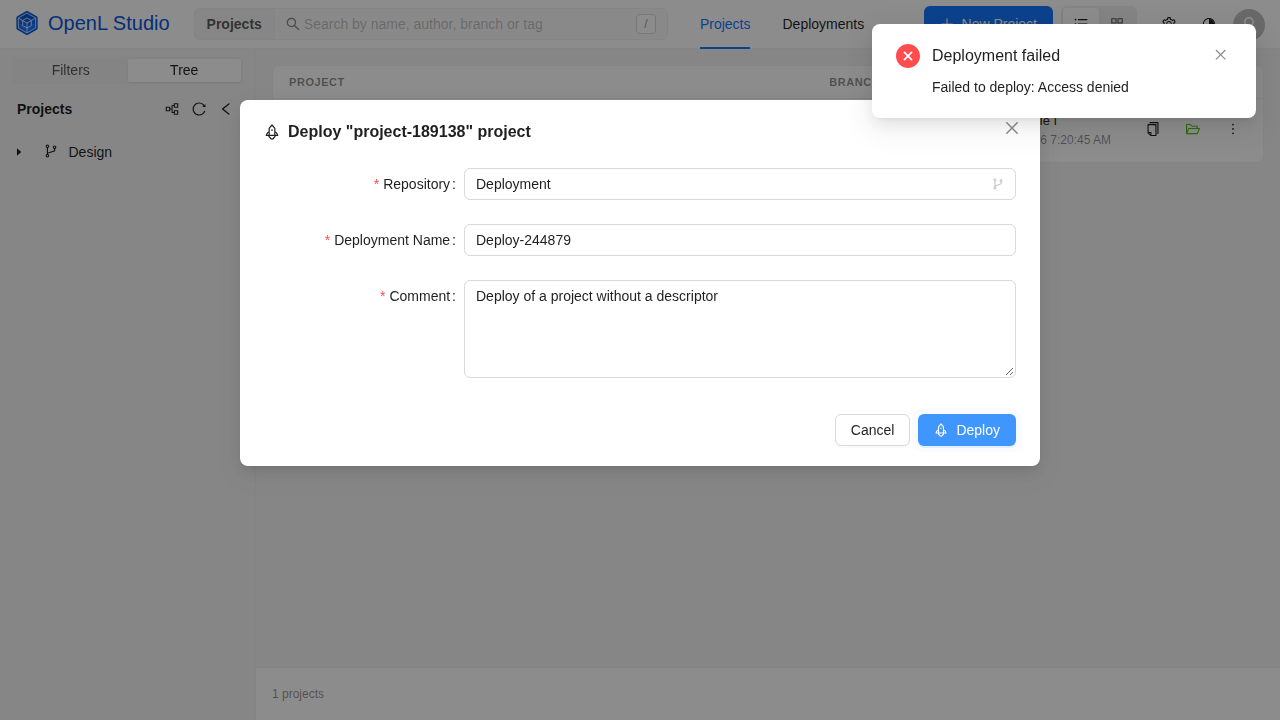 OpenL Studio
Projects
Search by name, author, branch or tag
/
Projects
Deployments
New Project
Filters
Tree
Projects
Design
PROJECT
6 7:20:45 AM
Deployment failed
Failed to deploy: Access denied
Deploy "project-189138" project
* Repository:
Deployment
* Deployment Name:
Deploy-244879
* Comment:
Deploy of a project without a descriptor
Cancel
Deploy
1 projects